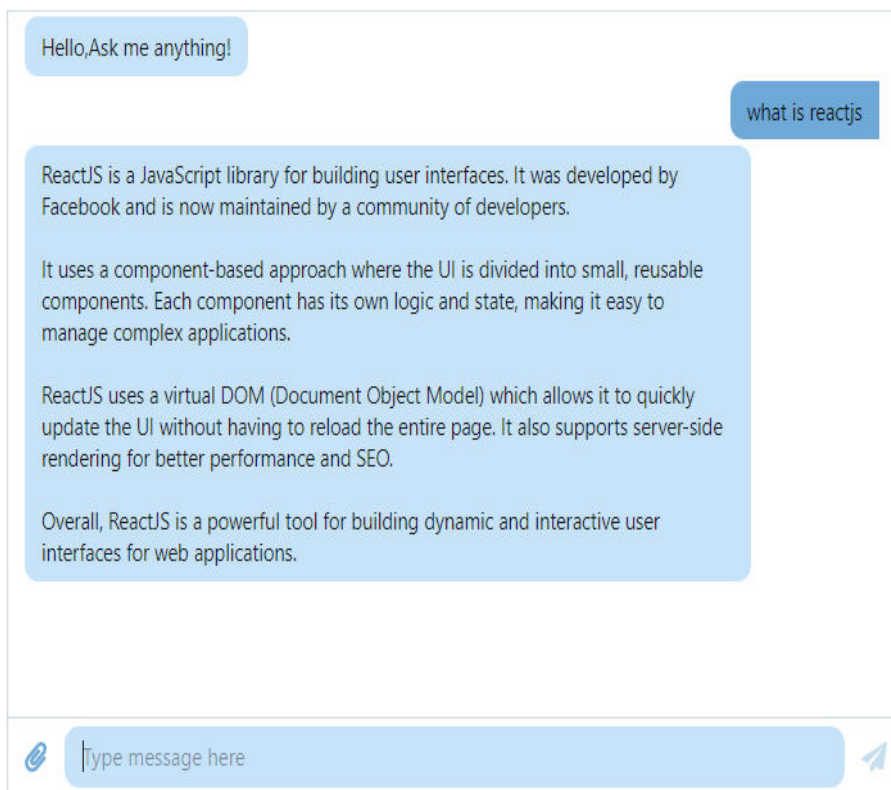 Hello,Ask me anything!
what is reactjs
ReactJS is a JavaScript library for building user interfaces. It was developed by
Facebook and is now maintained by a community of developers.
It uses a component-based approach where the UI is divided into small, reusable
components. Each component has its own logic and state, making it easy to
manage complex applications.
ReactJS uses a virtual DOM (Document Object Model) which allows it to quickly
update the UI without having to reload the entire page. It also supports server-side
rendering for better performance and SEO.
Overall, ReactJS is a powerful tool for building dynamic and interactive user
interfaces for web applications.
Type message here